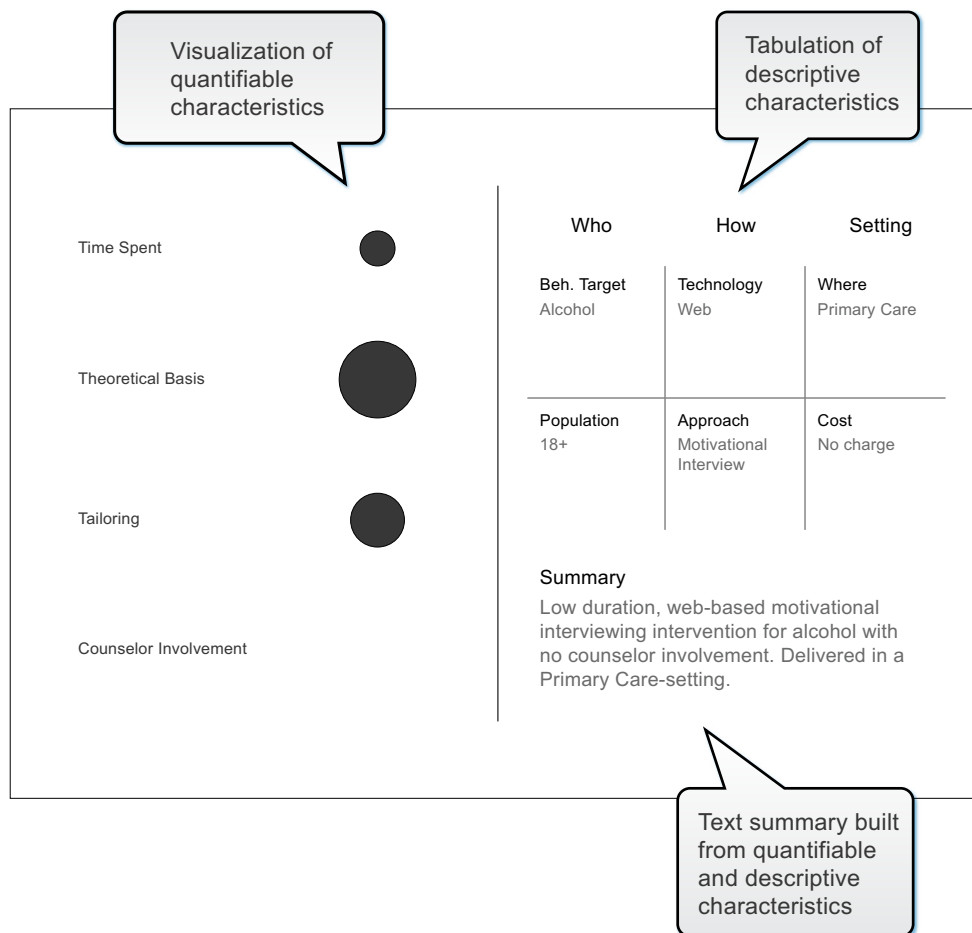 Visualization of
quantifiable
characteristics
Tabulation of
descriptive
characteristics
Time Spent
Theoretical Basis
Tailoring
Counselor Involvement
Who How Setting
Beh. Target Technology Where
Alcohol Web Primary Care
Population Approach Cost
18+ Motivational No charge
Interview
Summary
Low duration, web-based motivational
interviewing intervention for alcohol with
no counselor involvement. Delivered in a
Primary Care-setting.
Text summary built
from quantifiable
and descriptive
characteristics